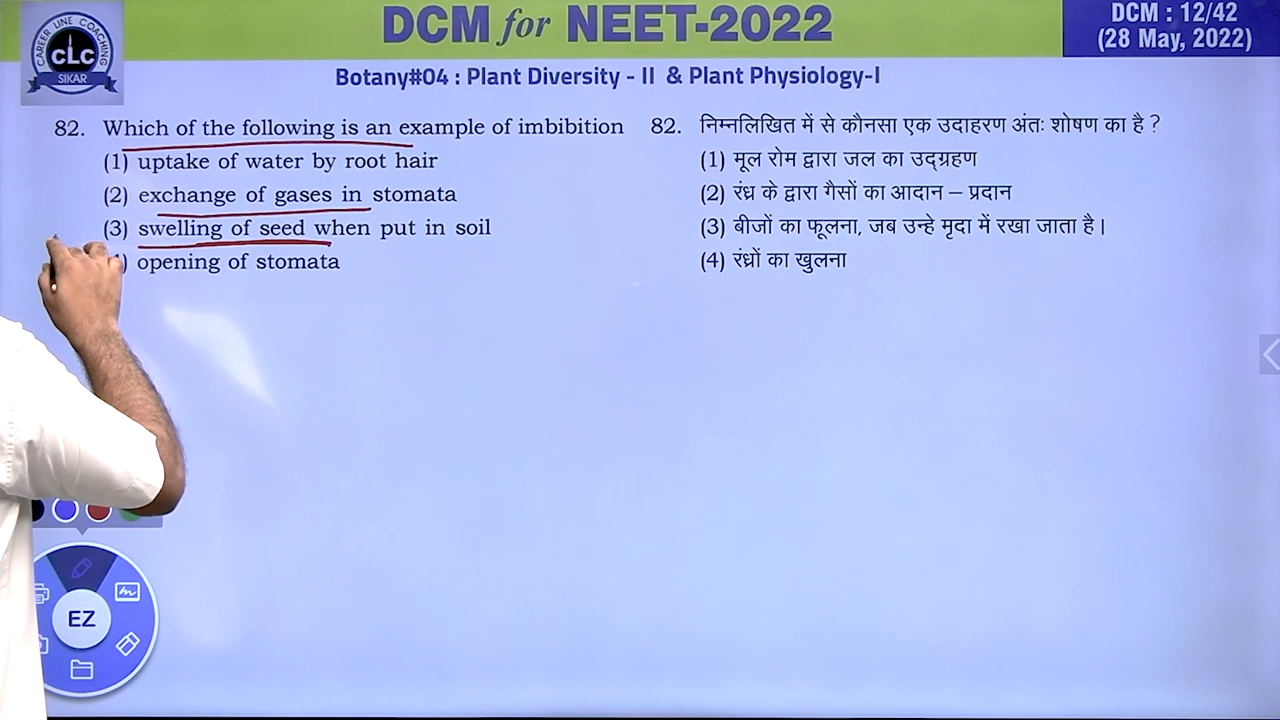 DCM for NEET-2022
DCM : 12/42
(28 May, 2022)
CAREER LINE COACHING
CLC
SIKAR
Botany#04 : Plant Diversity - II & Plant Physiology-I
82. Which of the following is an example of imbibition
(1) uptake of water by root hair
(2) exchange of gases in stomata
(3) swelling of seed when put in soil
) opening of stomata
82. निम्नलिखित में से कौनसा एक उदाहरण अंतः शोषण का है ?
(1) मूल रोम द्वारा जल का उद्ग्रहण
(2) रंध्र के द्वारा गैसों का आदान – प्रदान
(3) बीजों का फूलना, जब उन्हे मृदा में रखा जाता है।
(4) रंध्रों का खुलना
EZ